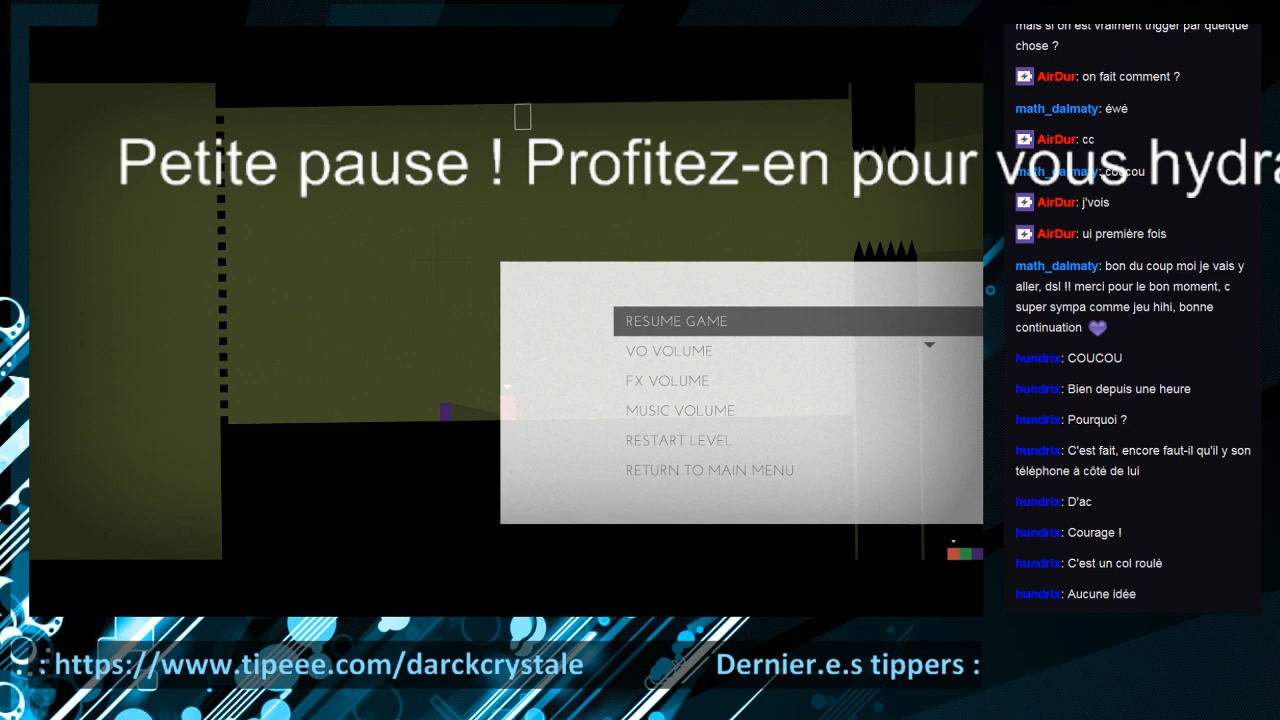 mais si on est vraiment trigger par quelque
chose ?
AirDur: on fait comment ?
math_dalmaty: éwé
AirDur: cc
Petite pause ! Profitez-en pour vous hydra
math_dalmaty: coucou
AirDur: j'vois
AirDur: ui première fois
math_dalmaty: bon du coup moi je vais y
aller, dsl !! merci pour le bon moment, c
super sympa comme jeu hihi, bonne
continuation
hundrix: COUCOU
hundrix: Bien depuis une heure
hundrix: Pourquoi ?
hundrix: C'est fait, encore faut-il qu'il y son
téléphone à côté de lui
hundrix: D'ac
hundrix: Courage !
hundrix: C'est un col roulé
hundrix: Aucune idée
RESUME GAME
VO VOLUME
FX VOLUME
MUSIC VOLUME
RESTART LEVEL
RETURN TO MAIN MENU
: https://www.tipeee.com/darckcrystale
Dernier.e.s tippers :